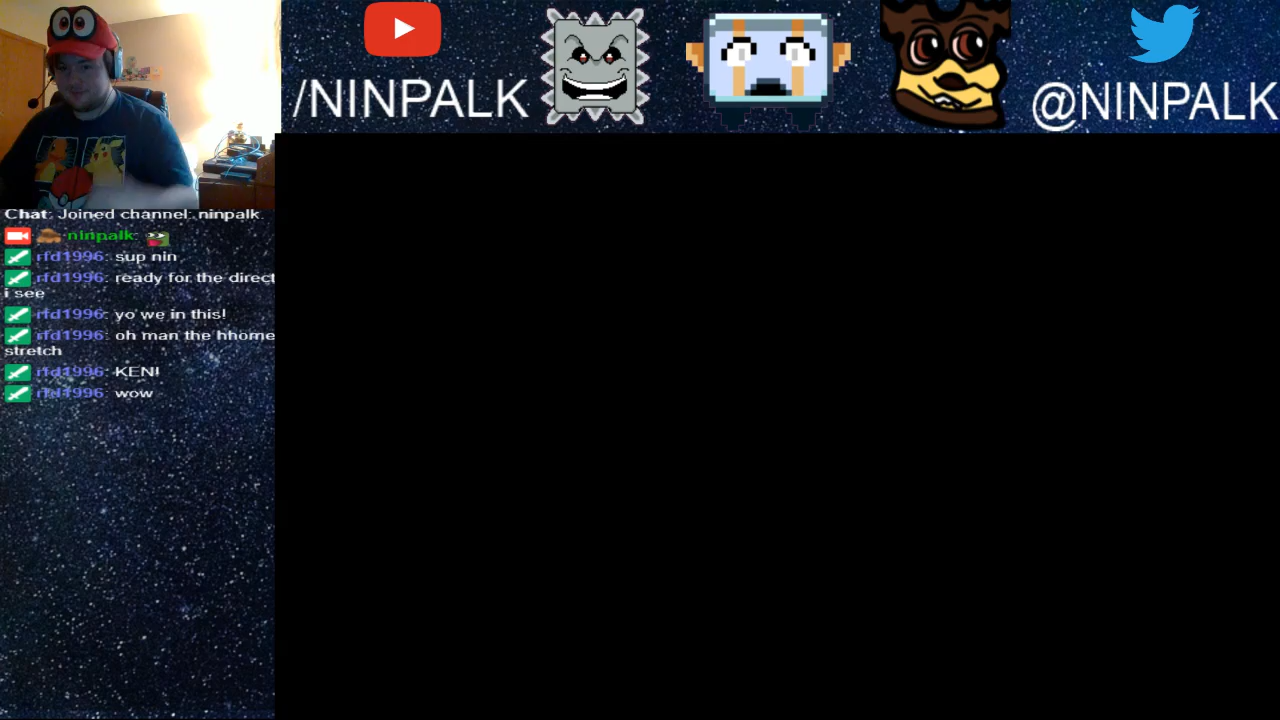 /NINPALK
@NINPALK
Chat: Joined channel: ninpalk.
ninpalk:
rfd1996: sup nin
rfd1996: ready for the direct
i see
rfd1996: yo we in this!
rfd1996: oh man the hhome
stretch
rfd1996: KEN!
rfd1996: wow